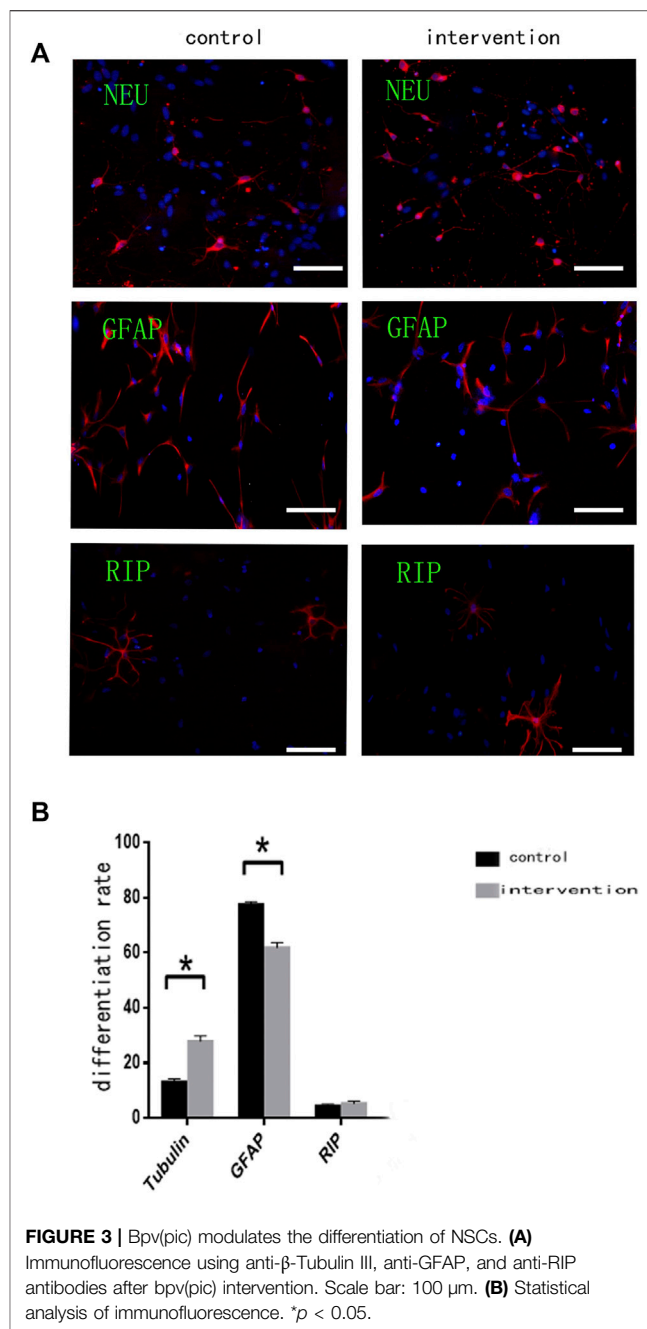 control intervention
A
NEU NEU
GFAP GFAP
RIP RIP
B
100
80
60
40
20
0
differentiation rate
* *
Tubulin GFAP RIP
control
intervention
FIGURE 3 | Bpv(pic) modulates the differentiation of NSCs. (A)
Immunofluorescence using anti-β-Tubulin III, anti-GFAP, and anti-RIP
antibodies after bpv(pic) intervention. Scale bar: 100 µm. (B) Statistical
analysis of immunofluorescence. *p < 0.05.